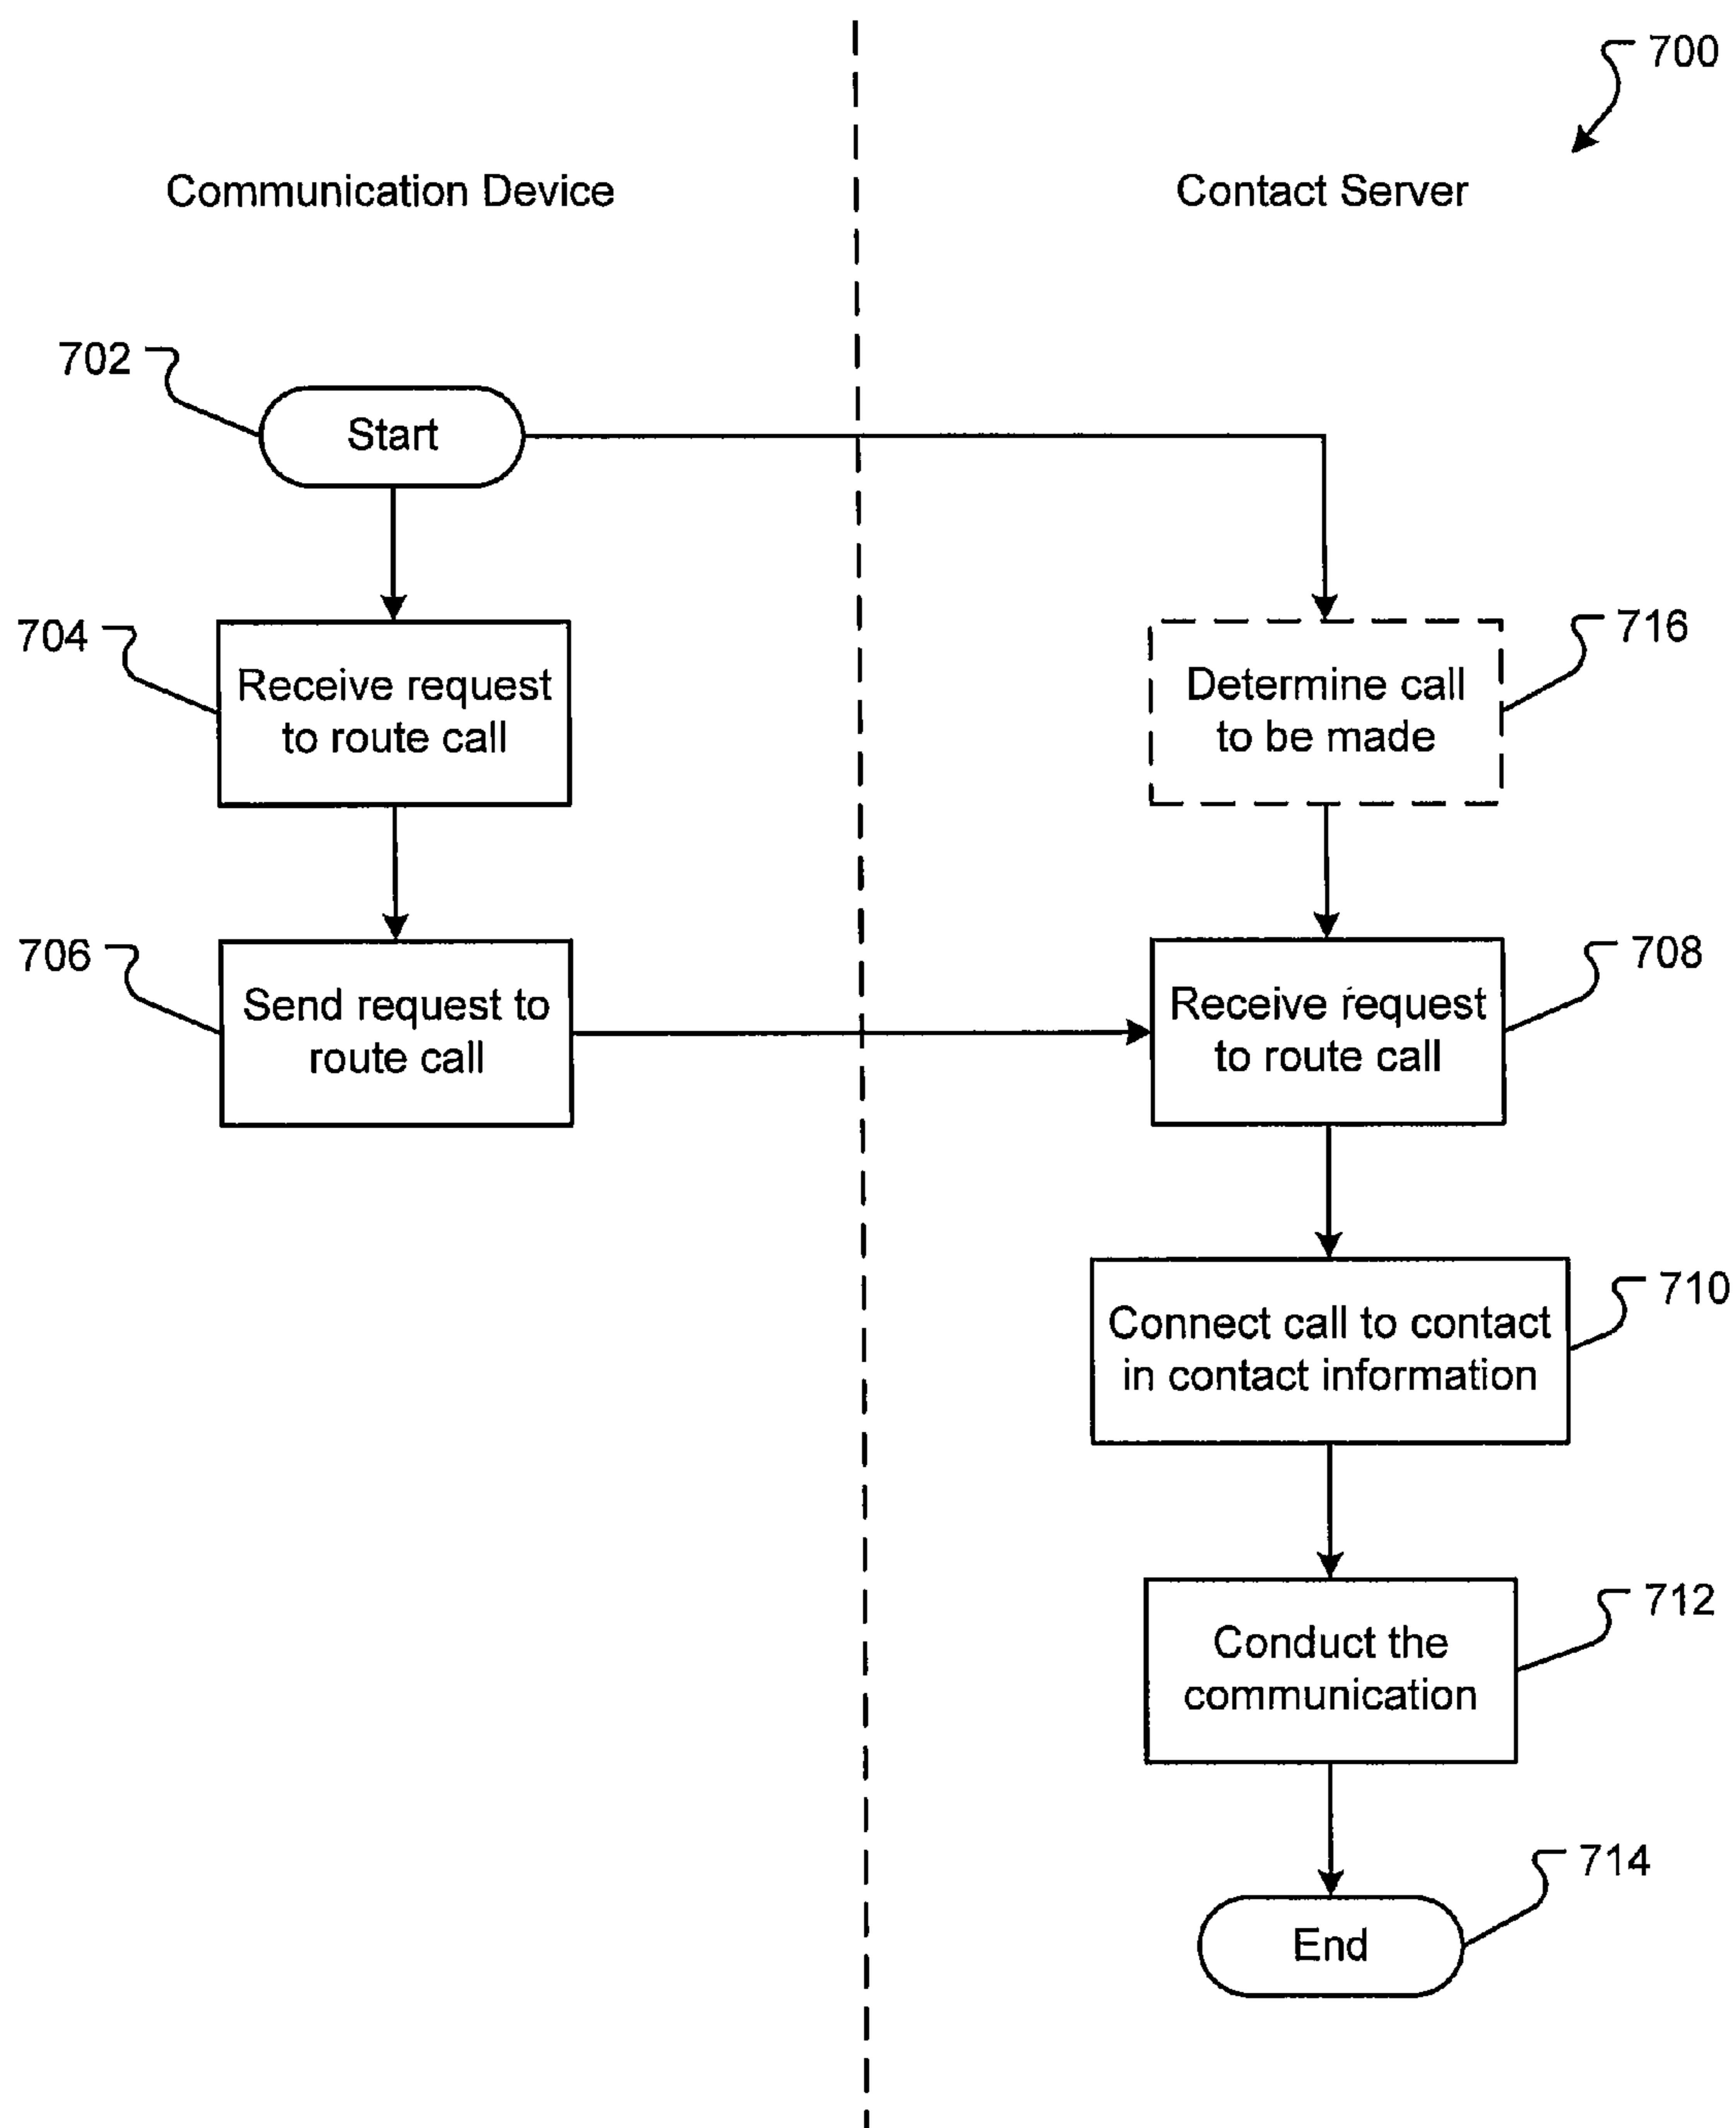 700
Communication Device
Contact Server
702
Start
704
Receive request
to route call
716
Determine call
to be made
706
Send request to
route call
708
Receive request
to route call
710
Connect call to contact
in contact information
712
Conduct the
communication
714
End